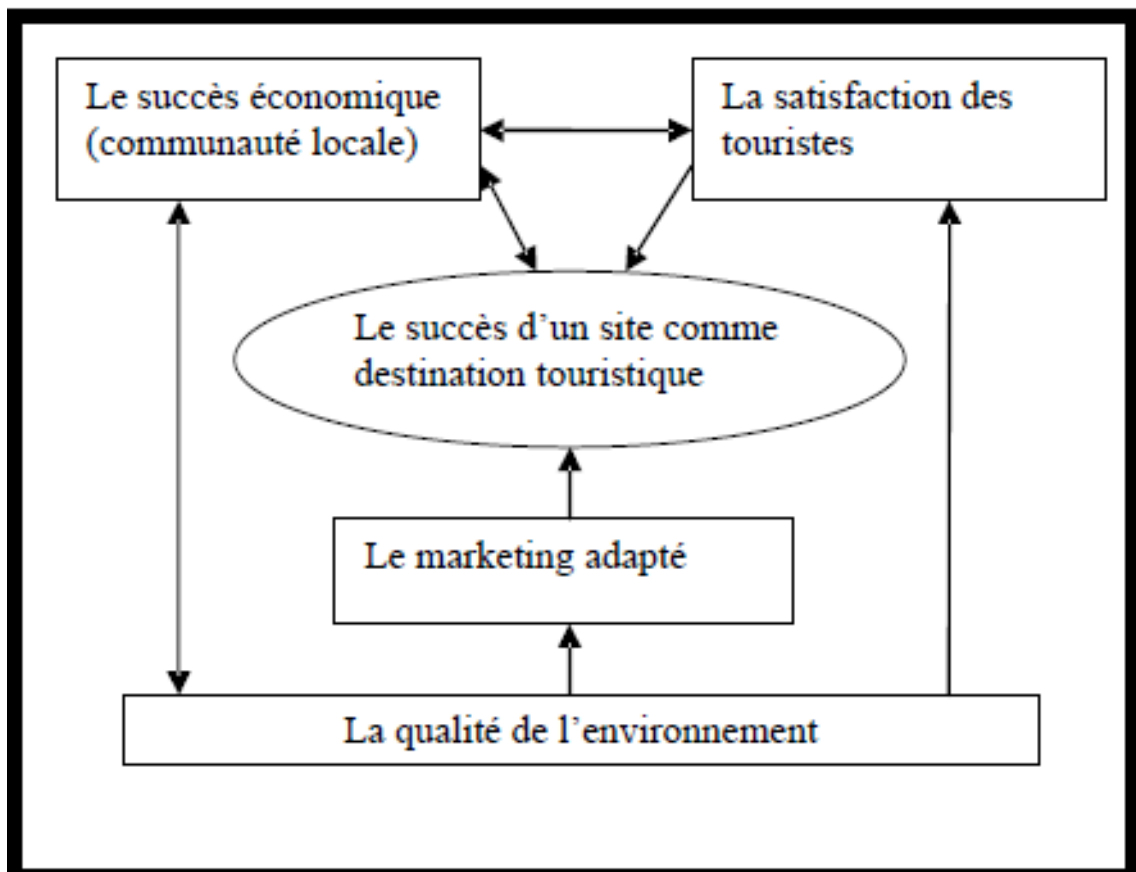 Le succès économique
(communauté locale)
La satisfaction des
touristes
Le succès d’un site comme
destination touristique
Le marketing adapté
La qualité de l’environnement